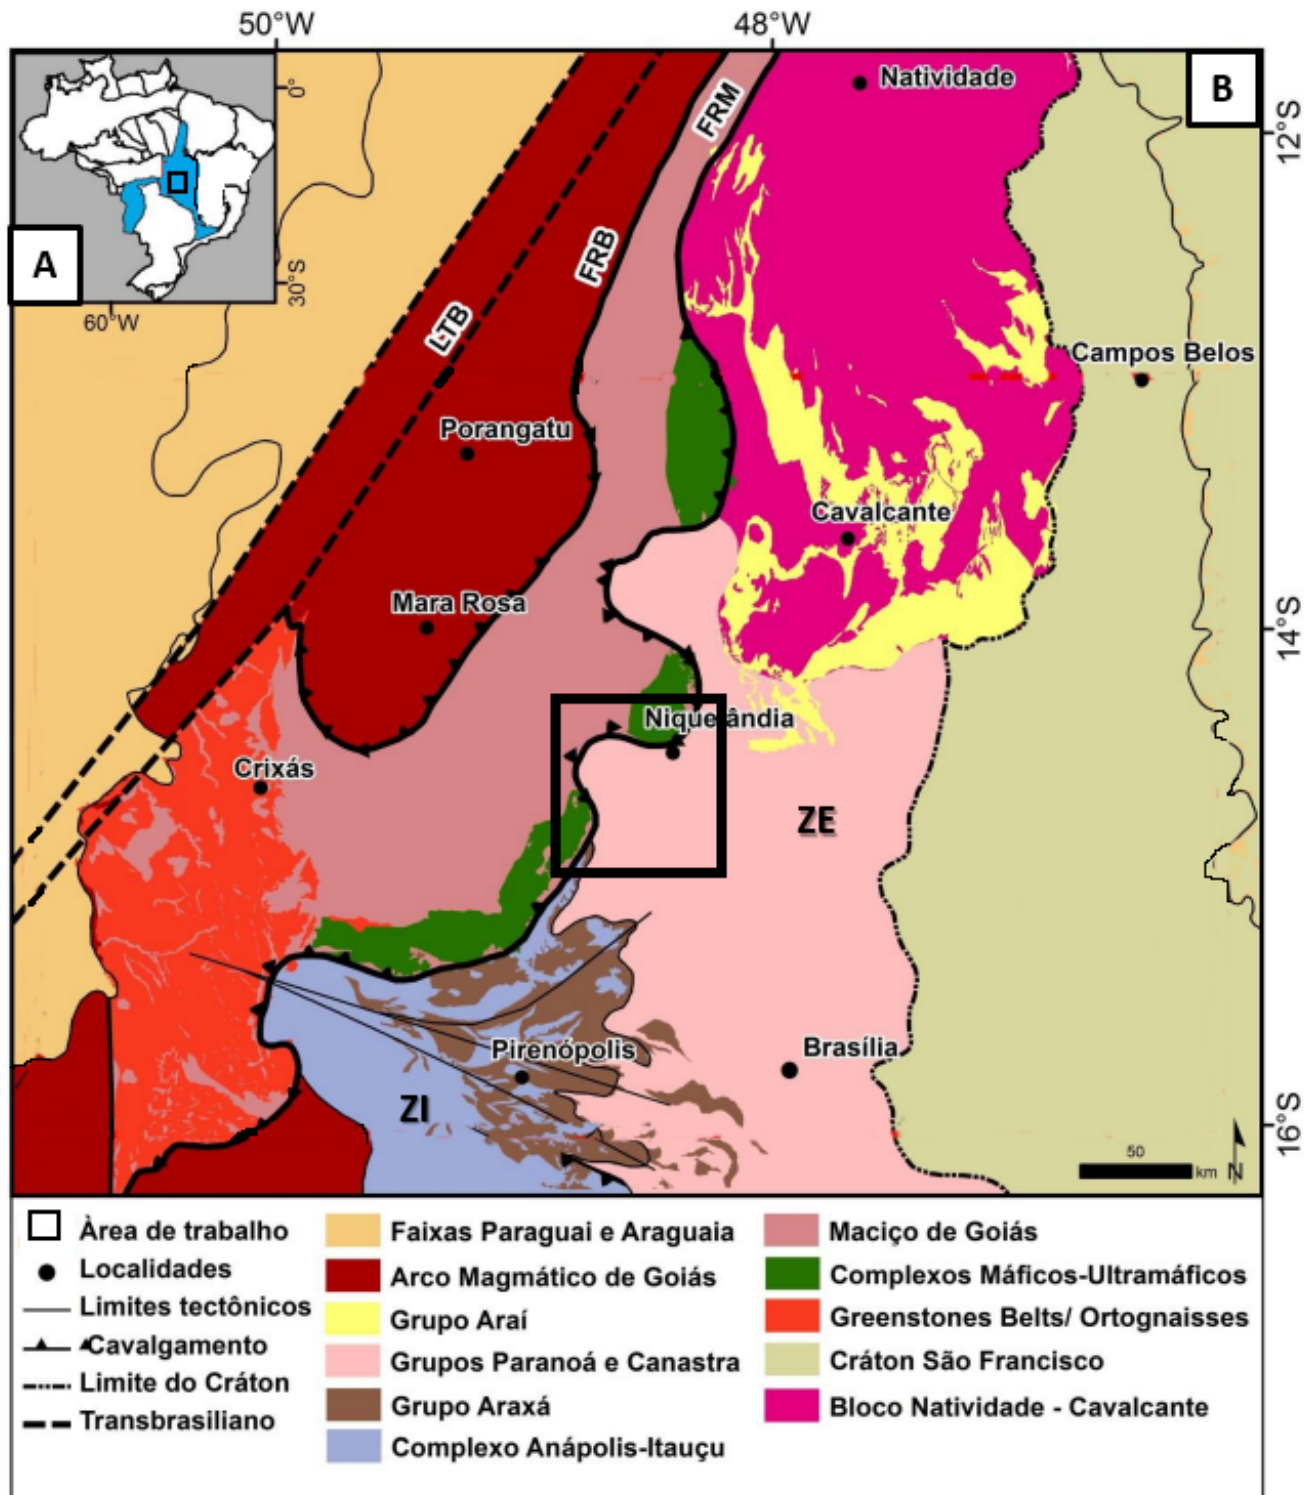 50°W
48°W
Natividade
B
0°
12°S
FRM
A
FRB
30°S
60°W
LTB
Campos Belos
Porangatu
Cavalcante
Mara Rosa
14°S
Niquelândia
Crixás
ZE
Pirenópolis
Brasília
ZI
16°S
50
km
N
Àrea de trabalho
Localidades
Limites tectônicos
Cavalgamento
Limite do Cráton
Transbrasiliano
Faixas Paraguai e Araguaia
Arco Magmático de Goiás
Grupo Araí
Grupos Paranoá e Canastra
Grupo Araxá
Complexo Anápolis-Itauçu
Maciço de Goiás
Complexos Máficos-Ultramáficos
Greenstones Belts/ Ortognaisses
Cráton São Francisco
Bloco Natividade - Cavalcante